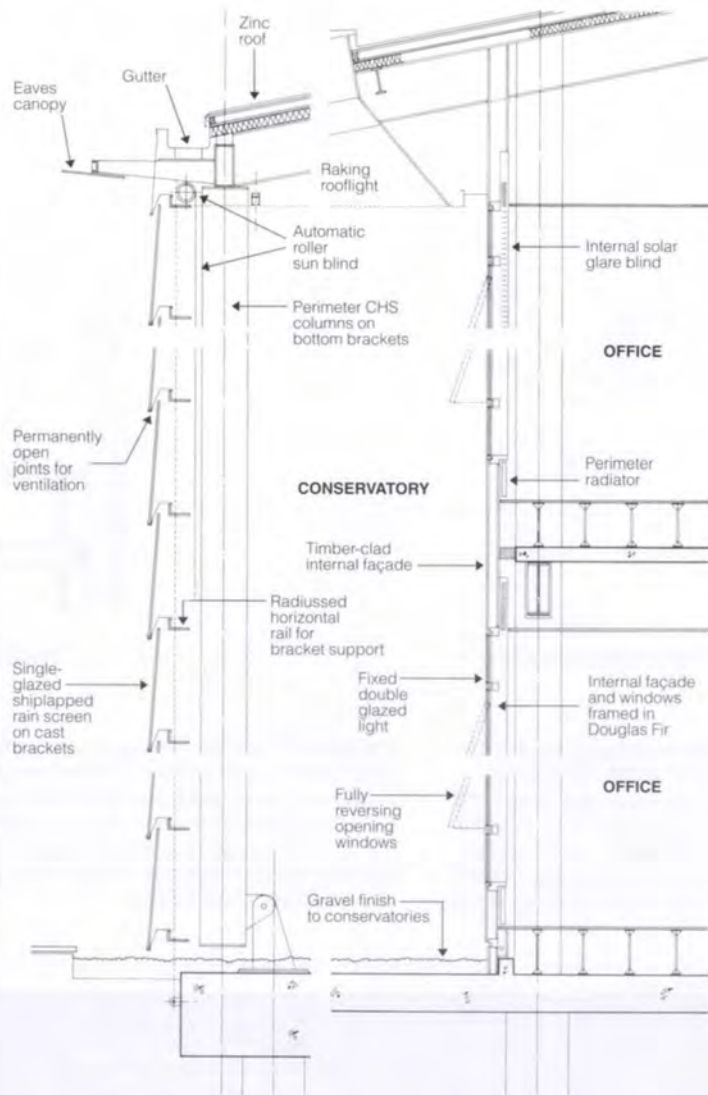 Zinc
roof
Gutter
Eaves
canopy
Raking
rooflight
Automatic
roller
sun blind
Internal solar
glare blind
Perimeter CHS
columns on
bottom brackets
OFFICE
Permanently
open
joints for
ventilation
CONSERVATORY
Perimeter
radiator
Timber-clad
internal façade
Radiussed
horizontal
rail for
bracket support
Single-
glazed
shiplapped
rain screen
on cast
brackets
Fixed
double
glazed
light
Internal façade
and windows
framed in
Douglas Fir
OFFICE
Fully
reversing
opening
windows
Gravel finish
to conservatories